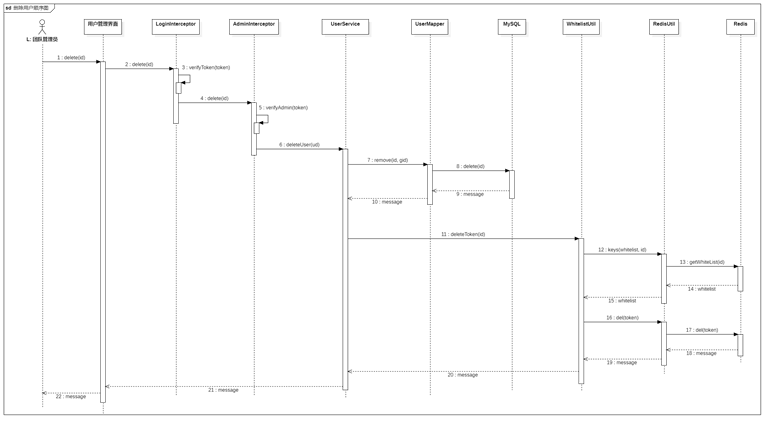 sd 删除用户顺序图
用户管理界面
LoginInterceptor
AdminInterceptor
UserService
UserMapper
MySQL
WhitelistUtil
RedisUtil
Redis
L: 团队管理员
1 : delete(id)
2 : delete(id)
3 : verifyToken(token)
4 : delete(id)
5 : verifyAdmin(token)
6 : deleteUser(uid)
7 : remove(id, gid)
8 : delete(id)
9 : message
10 : message
11 : deleteToken(id)
12 : keys(whitelist, id)
13 : getWhiteList(id)
14 : whitelist
15 : whitelist
16 : del(token)
17 : del(token)
18 : message
19 : message
20 : message
21 : message
22 : message